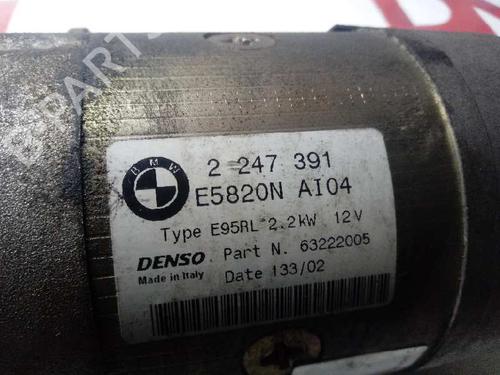 BMW
2 247 391
E5820N AI04
Type E95RL 2.2kW 12V
DENSO Part N. 63222005
Made in Italy Date 133/02